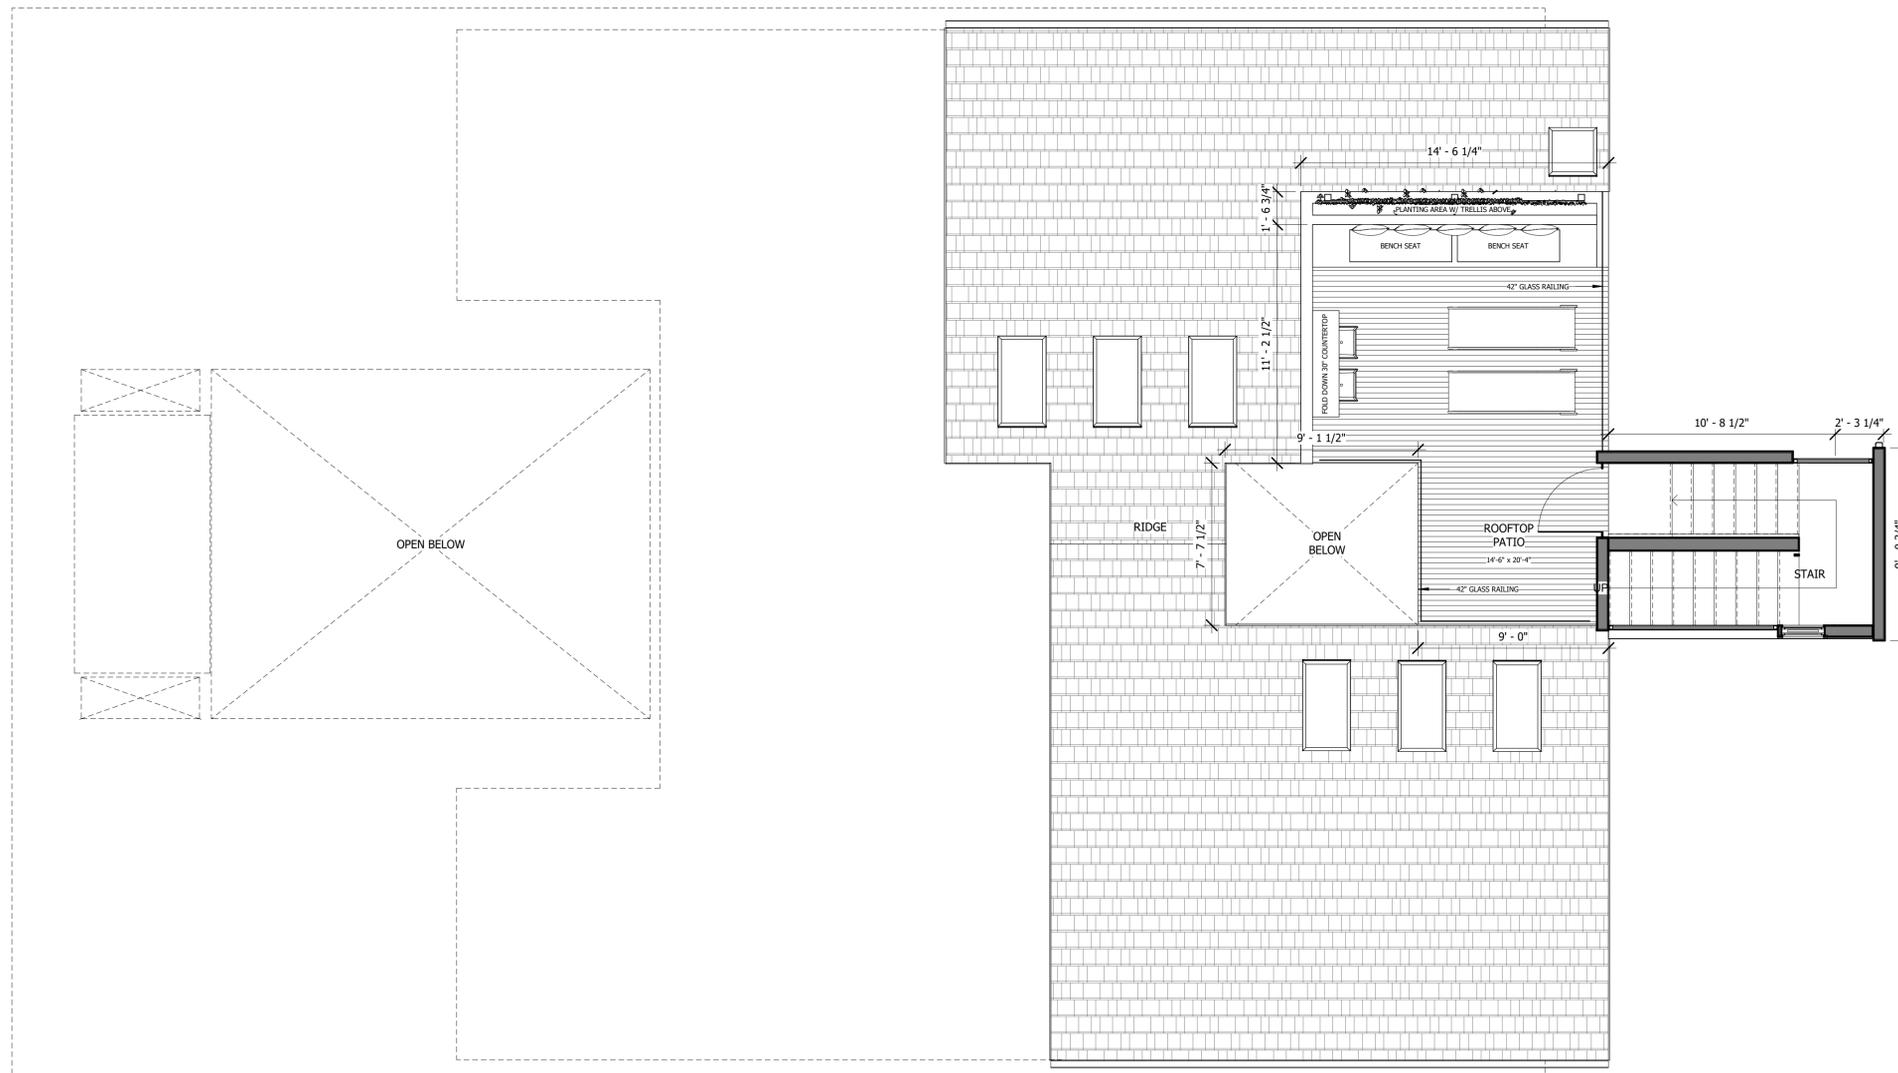 14' - 6 1/4"
1' - 6 3/4"
PLANTING AREA W/ TRELLIS ABOVE
BENCH SEAT
BENCH SEAT
42" GLASS RAILING
11' - 2 1/2"
FOLD DOWN 30" COUNTERTOP
10' - 8 1/2"
2' - 3 1/4"
9' - 1 1/2"
RIDGE
7' - 7 1/2"
OPEN
BELOW
ROOFTOP
PATIO
14'-6" x 20'-4"
OPEN BELOW
STAIR
UP
42" GLASS RAILING
9' - 0"